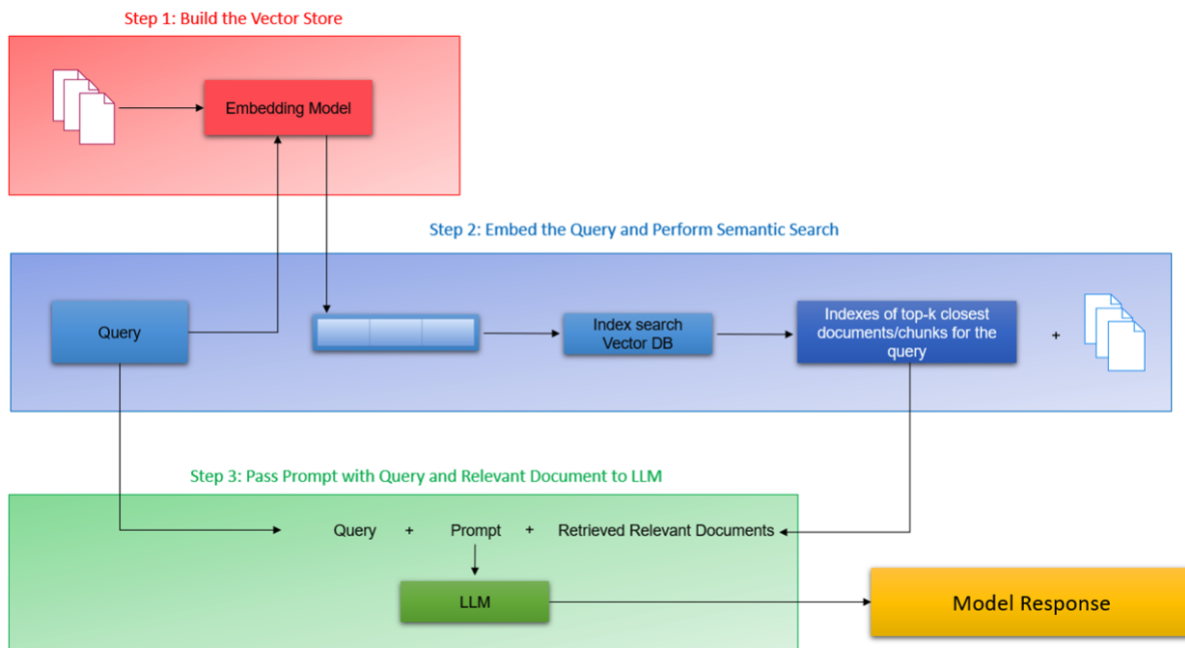 Step 1: Build the Vector Store
Embedding Model
Step 2: Embed the Query and Perform Semantic Search
Query
Index search
Vector DB
Indexes of top-k closest
documents/chunks for the
query
+
Step 3: Pass Prompt with Query and Relevant Document to LLM
Query + Prompt + Retrieved Relevant Documents
LLM
Model Response